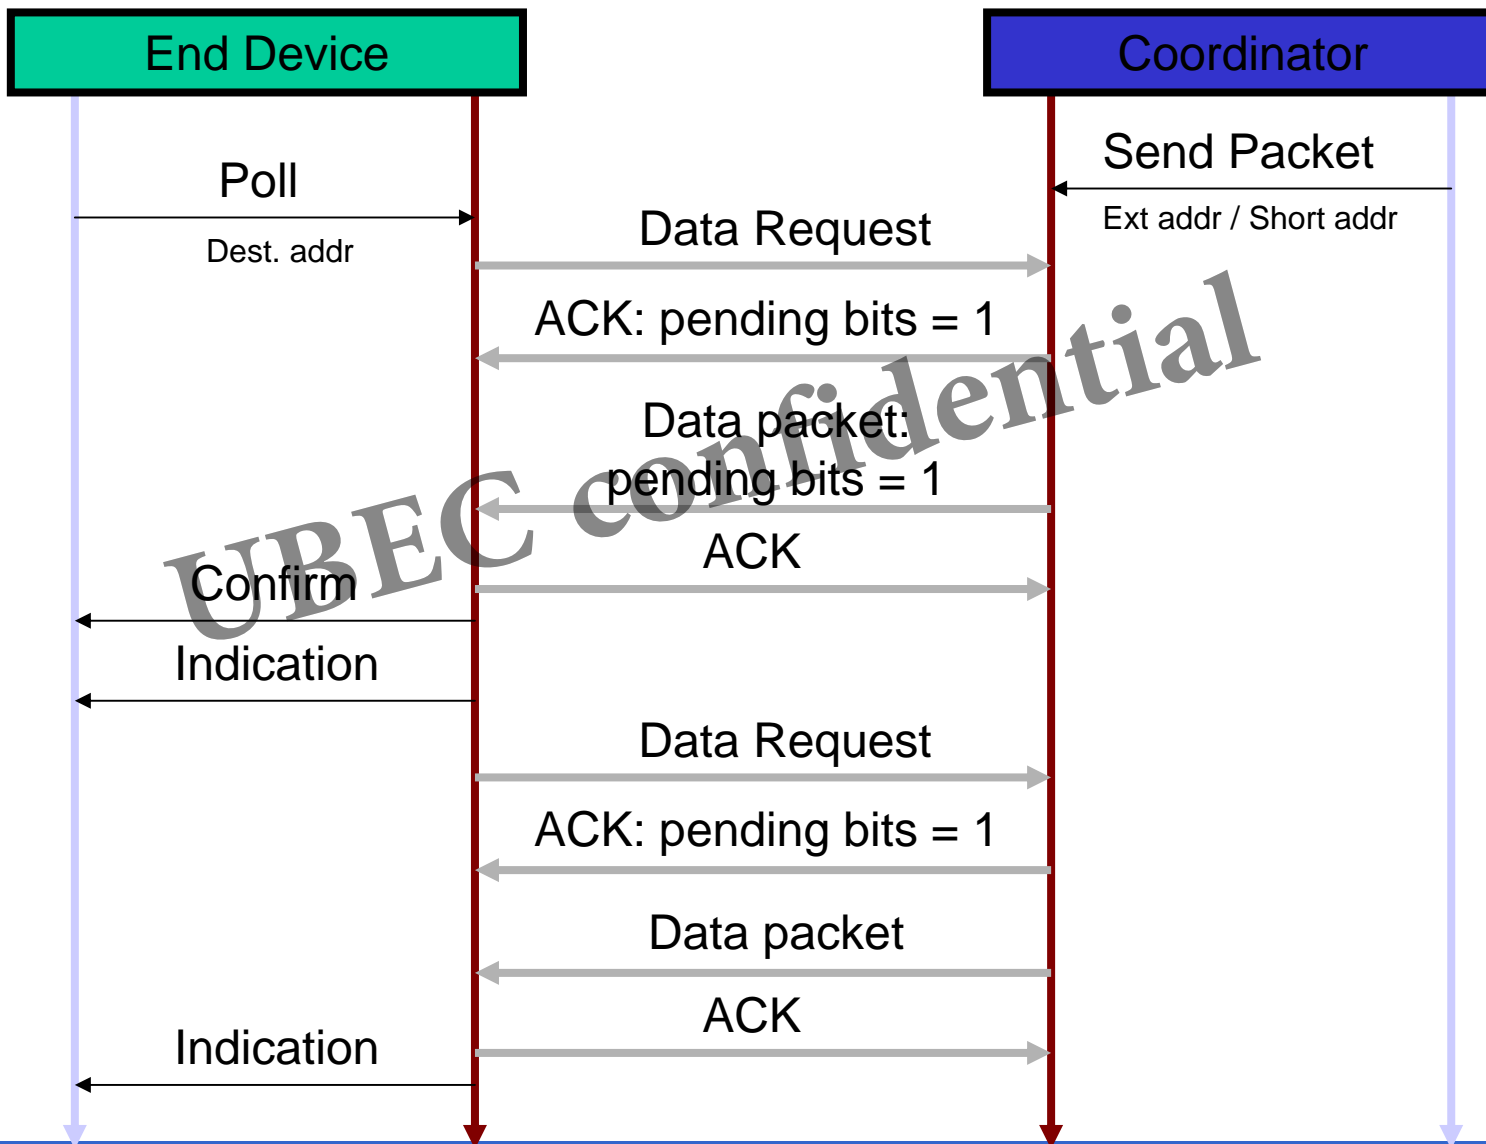 End Device
Coordinator
Send Packet
Poll
Ext addr / Short addr
Data Request
Dest. addr
ACK: pending bits = 1
Data packet:
pending bits = 1
UBEC confidential
ACK
Confirm
Indication
Data Request
ACK: pending bits = 1
Data packet
ACK
Indication